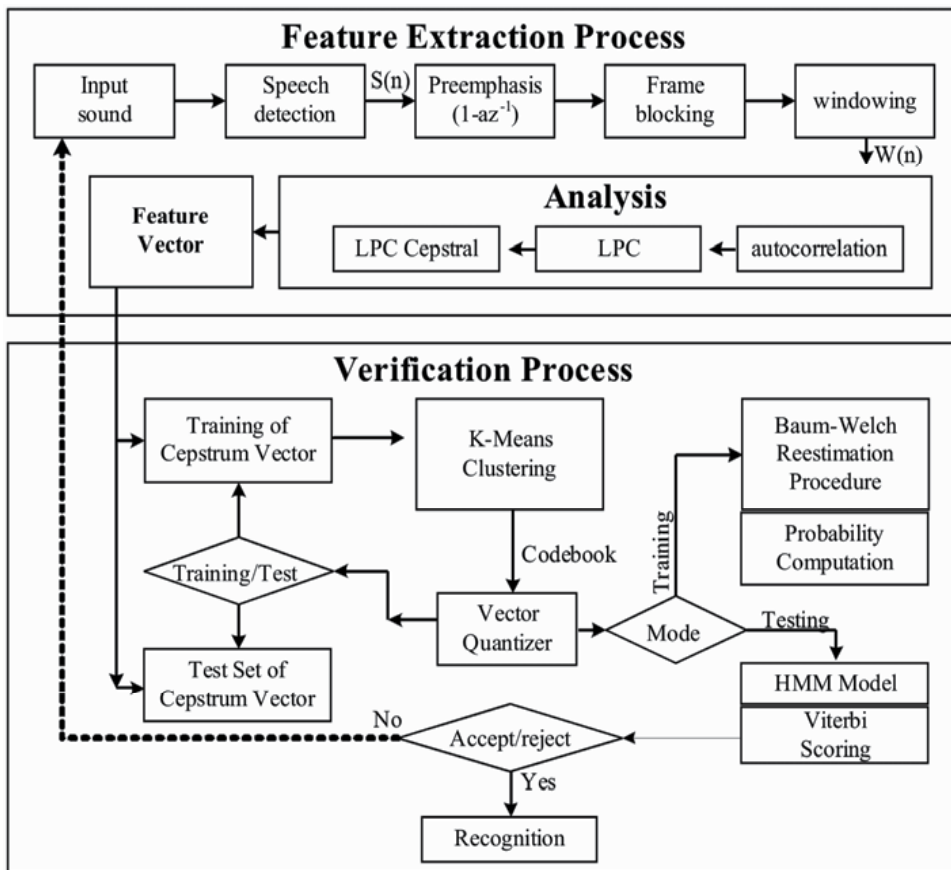 Feature Extraction Process
Input
sound
Speech
detection
S(n)
Preemphasis
(1-az⁻¹)
Frame
blocking
windowing
W(n)
Feature
Vector
Analysis
LPC Cepstral
LPC
autocorrelation
Verification Process
Training of
Cepstrum Vector
K-Means
Clustering
Baum-Welch
Reestimation
Procedure
Probability
Computation
Training
Codebook
Training/Test
Vector
Quantizer
Mode
Testing
Test Set of
Cepstrum Vector
HMM Model
Viterbi
Scoring
No
Accept/reject
Yes
Recognition